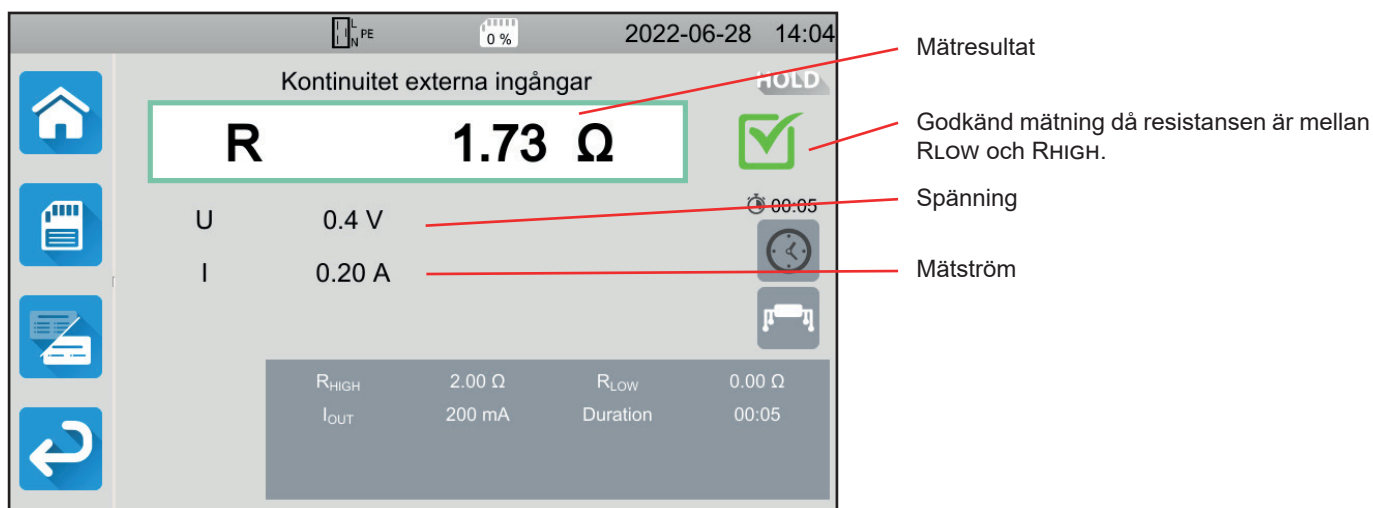 L
N PE
0 % 2022-06-28 14:04
Kontinuitet externa ingångar HOLD
R 1.73 Ω
U 0.4 V 00:05
I 0.20 A
RHIGH 2.00 Ω RLOW 0.00 Ω
IOUT 200 mA Duration 00:05
Mätresultat
Godkänd mätning då resistansen är mellan
RLOW och RHIGH.
Spänning
Mätström